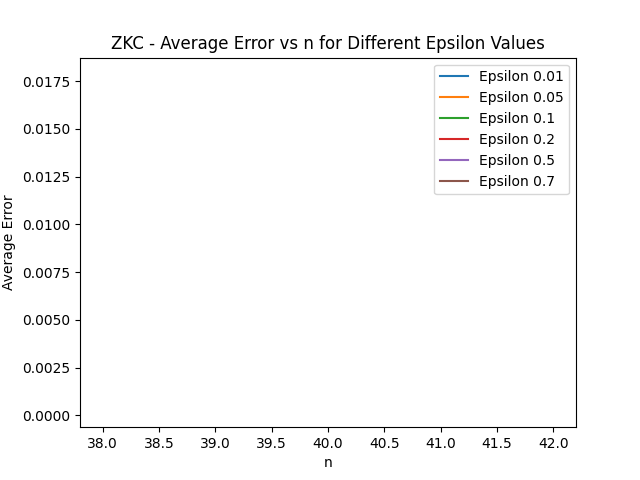 ZKC - Average Error vs n for Different Epsilon Values
0.0175
0.0150
0.0125
0.0100
0.0075
0.0050
0.0025
0.0000
Average Error
Epsilon 0.01
Epsilon 0.05
Epsilon 0.1
Epsilon 0.2
Epsilon 0.5
Epsilon 0.7
38.0 38.5 39.0 39.5 40.0 40.5 41.0 41.5 42.0
n